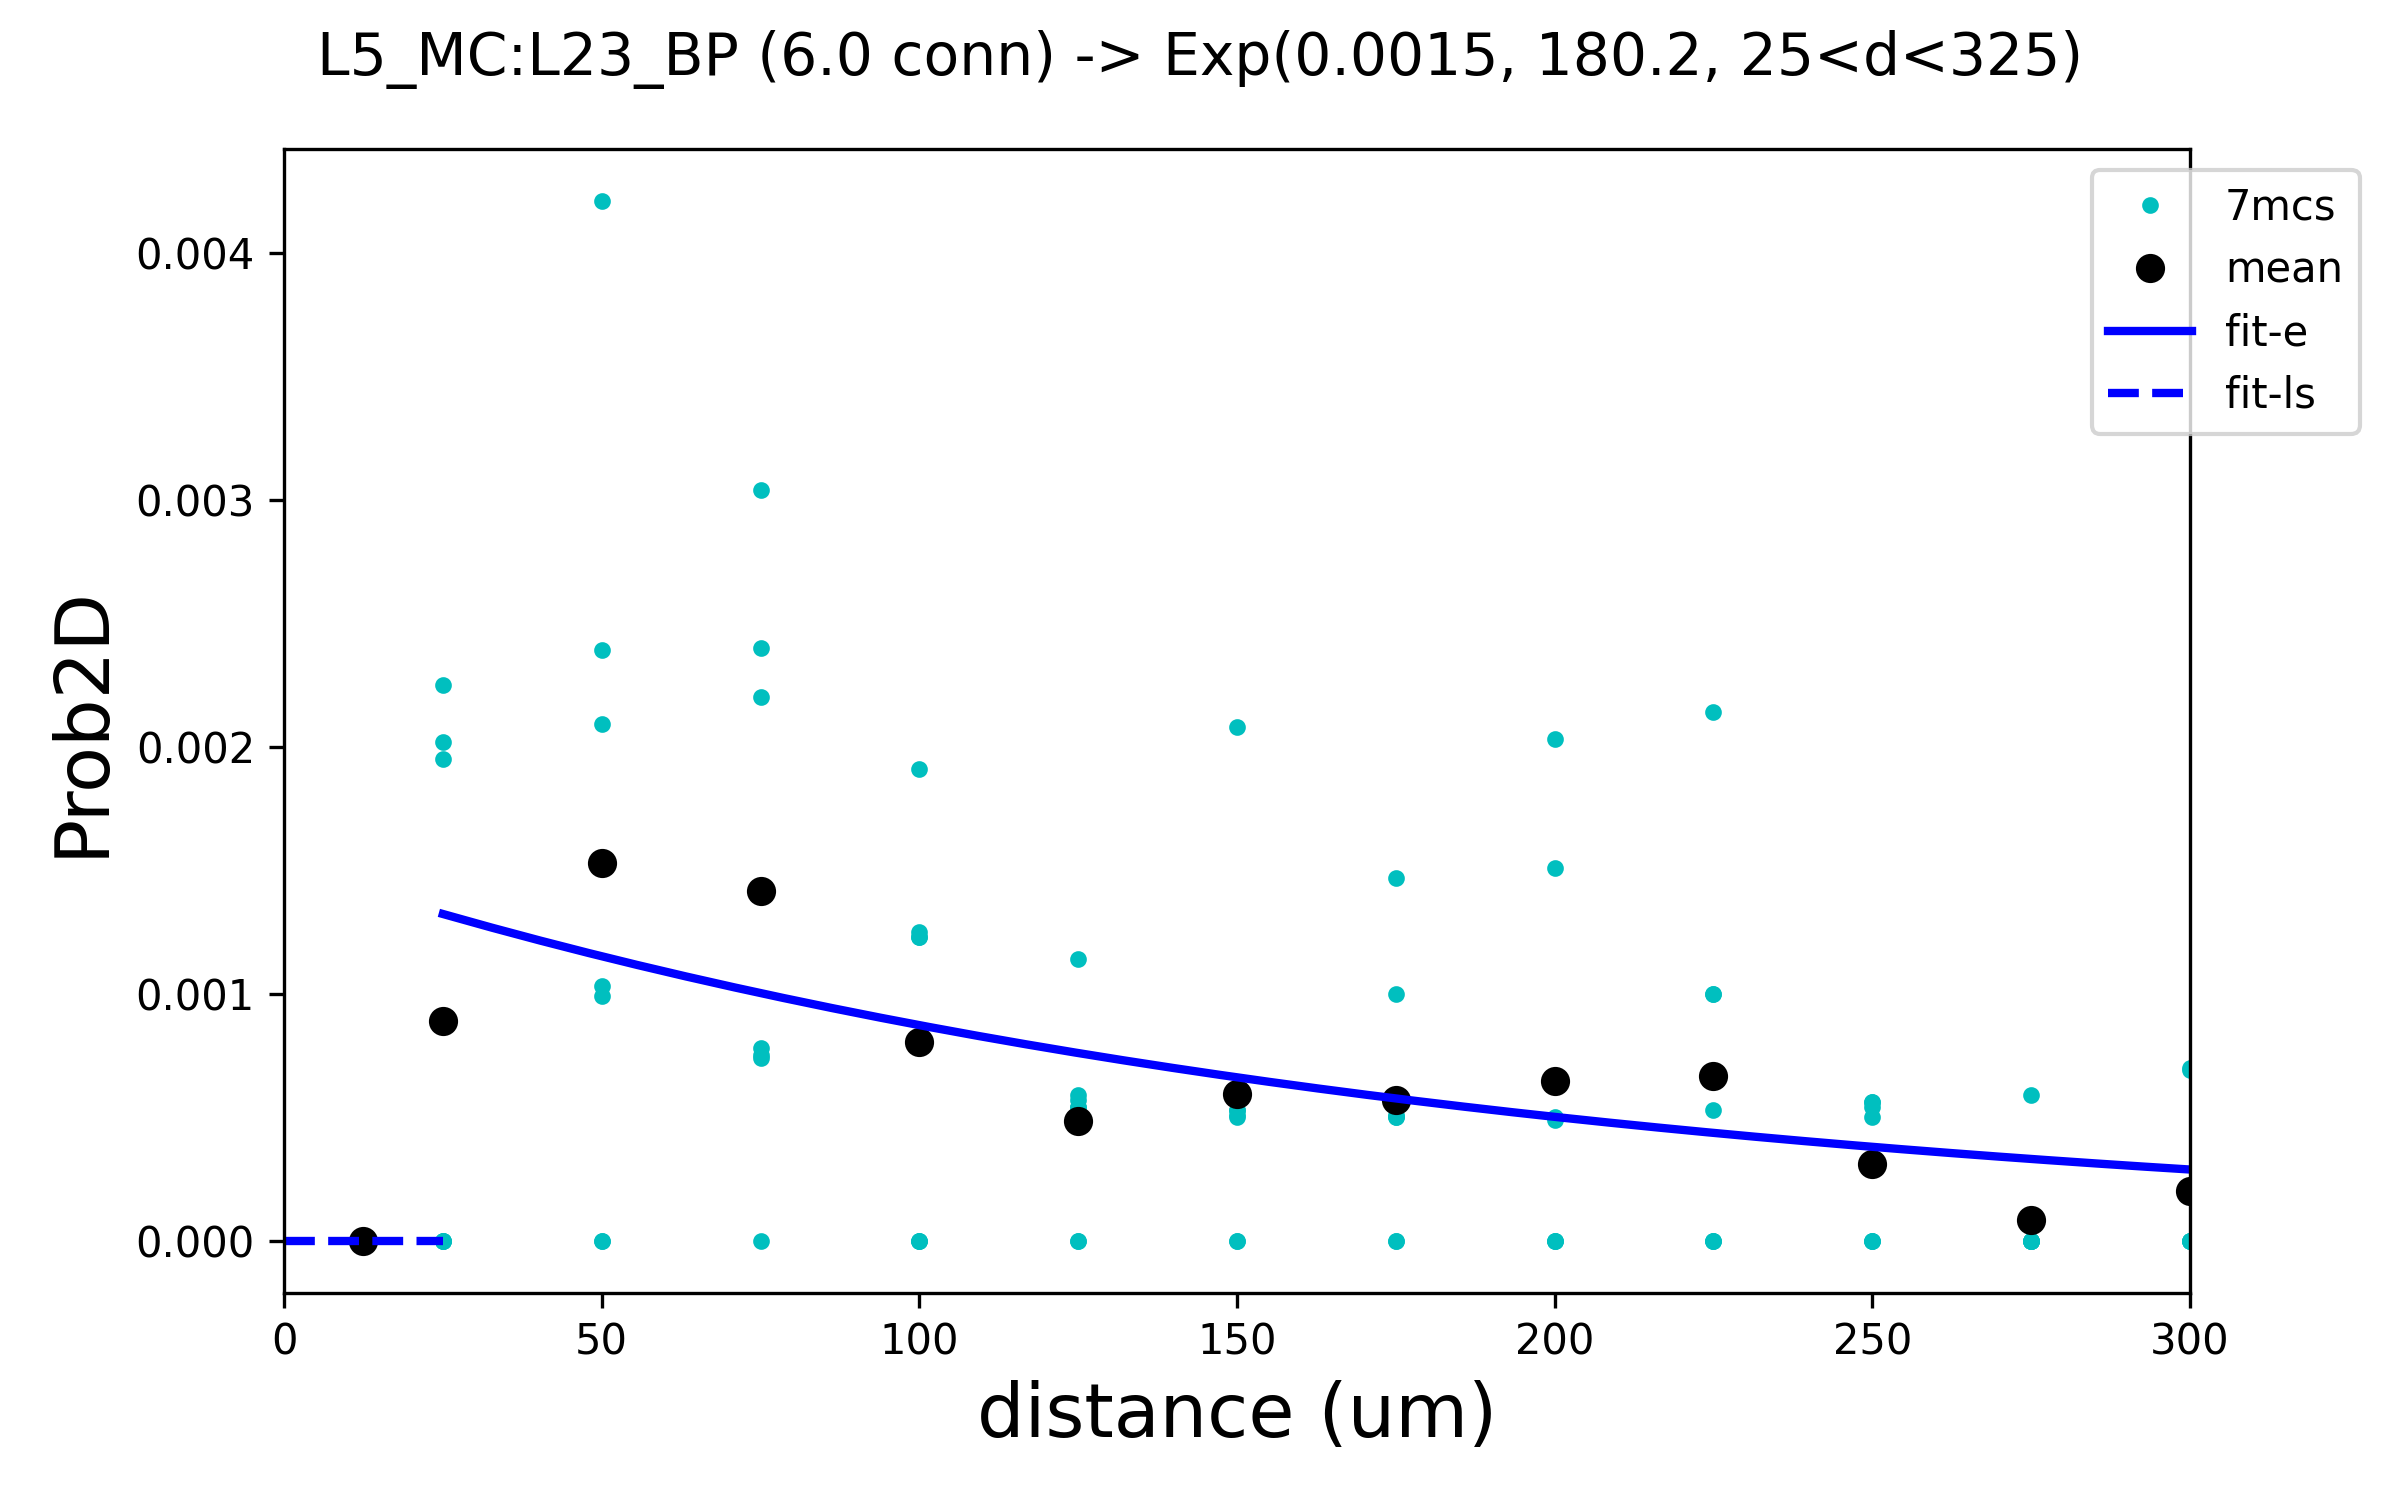 L5_MC:L23_BP (6.0 conn) -> Exp(0.0015, 180.2, 25<d<325)
7mcs
mean
fit-e
fit-ls
Prob2D
0.004
0.003
0.002
0.001
0.000
0 50 100 150 200 250 300
distance (um)